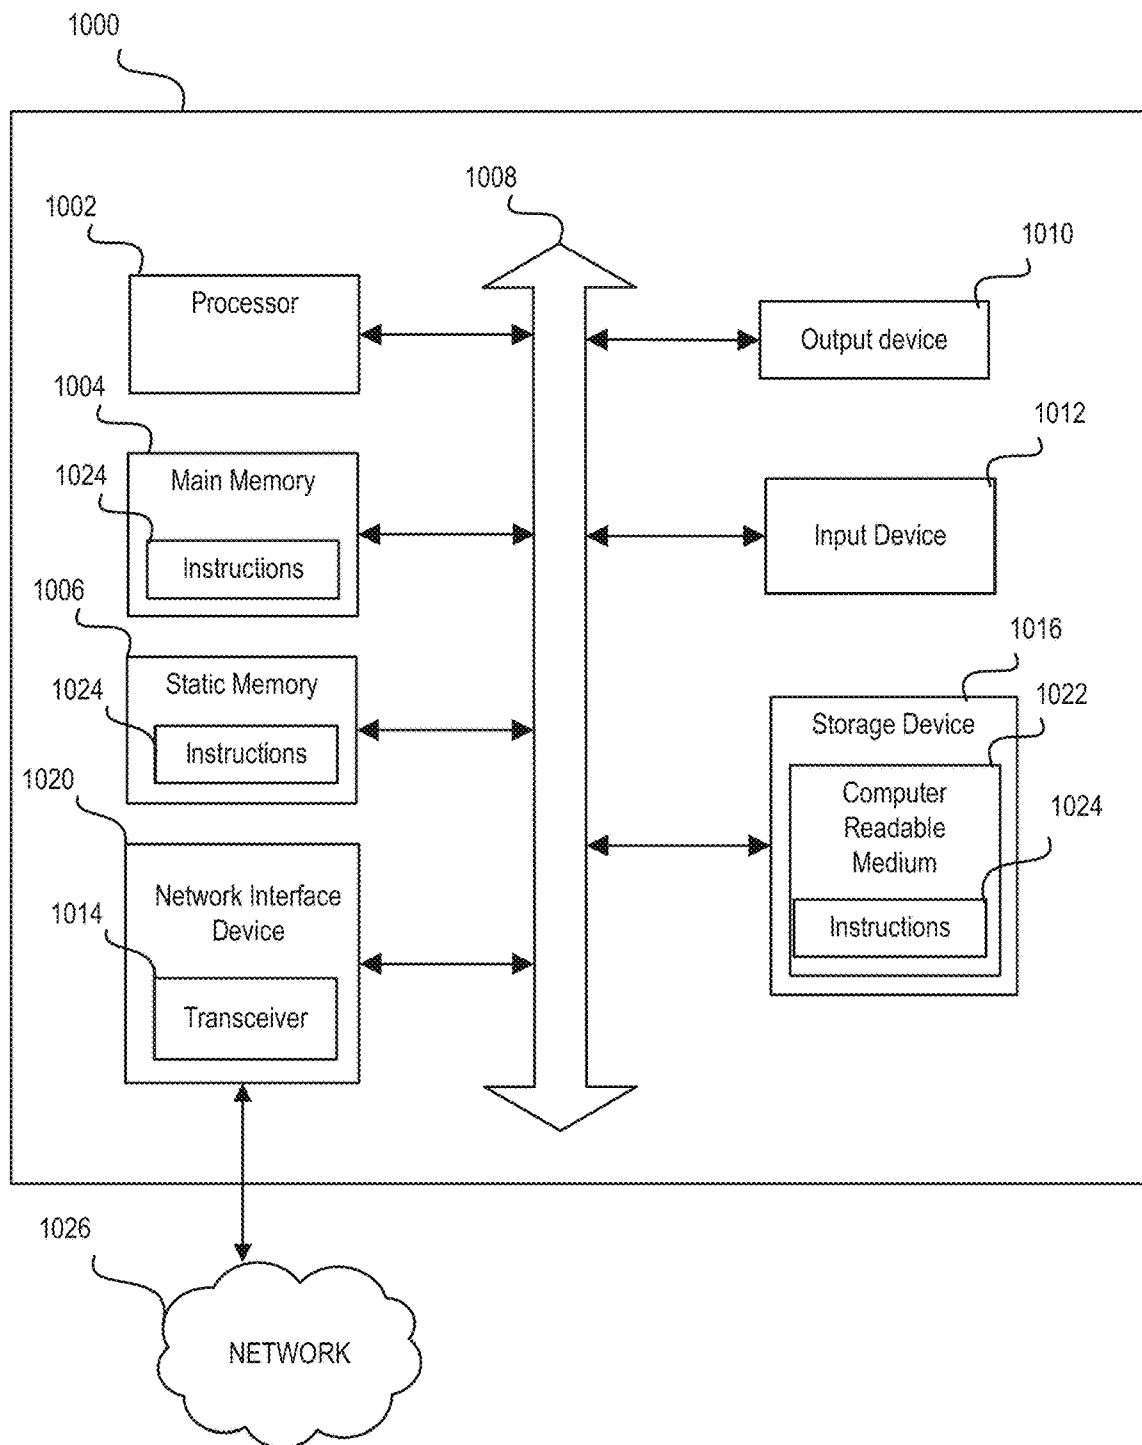 1000
1008
1002
1010
Processor
Output device
1004
1012
Main Memory
1024
Input Device
Instructions
1006
1016
Static Memory
1024
1022
Storage Device
Instructions
1020
Computer
Readable
Medium
1024
Network Interface
Device
1014
Instructions
Transceiver
1026
NETWORK